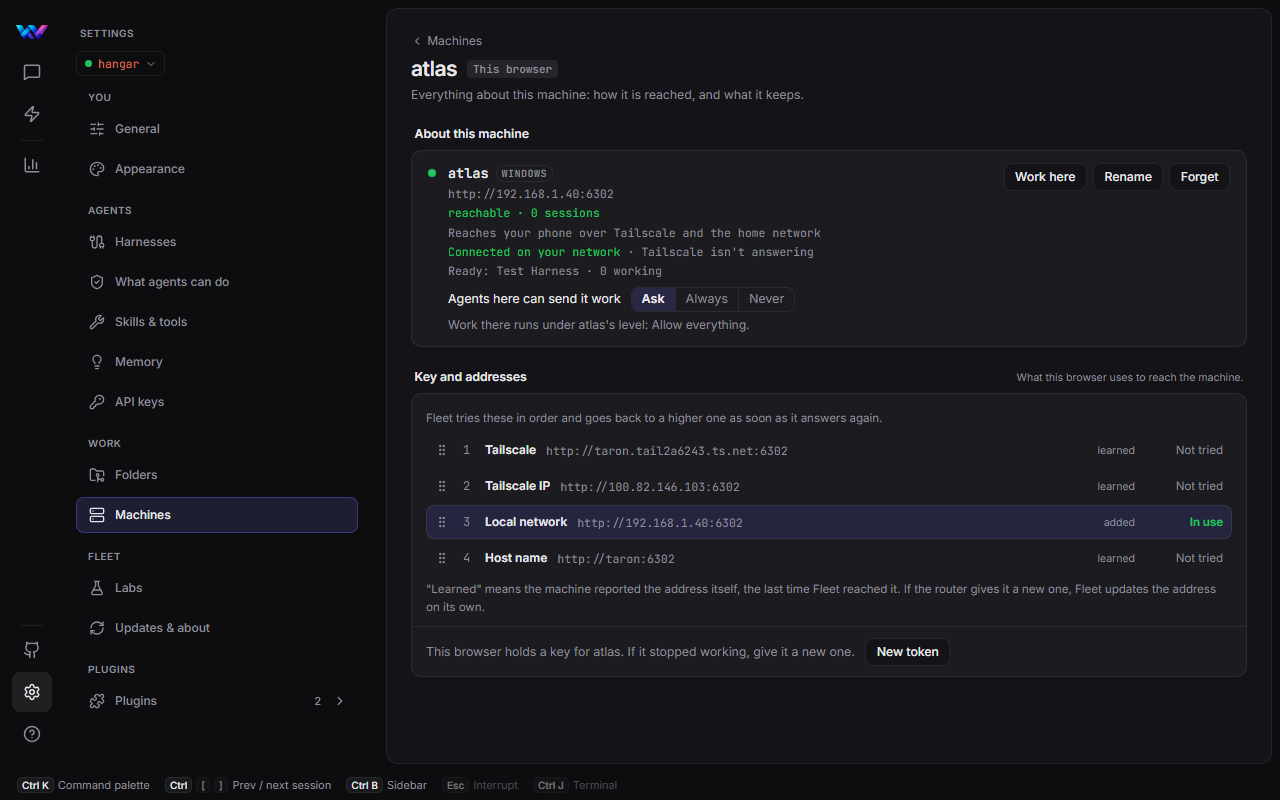 SETTINGS
hangar
YOU
General
Appearance
AGENTS
Harnesses
What agents can do
Skills & tools
Memory
API keys
WORK
Folders
Machines
FLEET
Labs
Updates & about
PLUGINS
Plugins 2
Machines
atlas This browser
Everything about this machine: how it is reached, and what it keeps.
About this machine
atlas WINDOWS
Work here Rename Forget
http://192.168.1.40:6302
reachable · 0 sessions
Reaches your phone over Tailscale and the home network
Connected on your network · Tailscale isn't answering
Ready: Test Harness · 0 working
Agents here can send it work Ask Always Never
Work there runs under atlas's level: Allow everything.
Key and addresses What this browser uses to reach the machine.
Fleet tries these in order and goes back to a higher one as soon as it answers again.
1 Tailscale http://taron.tail2a6243.ts.net:6302 learned Not tried
2 Tailscale IP http://100.82.146.103:6302 learned Not tried
3 Local network http://192.168.1.40:6302 added In use
4 Host name http://taron:6302 learned Not tried
"Learned" means the machine reported the address itself, the last time Fleet reached it. If the router gives it a new one, Fleet updates the address
on its own.
This browser holds a key for atlas. If it stopped working, give it a new one. New token
Ctrl K Command palette · Ctrl [ ] Prev / next session · Ctrl B Sidebar · Esc Interrupt · Ctrl J Terminal